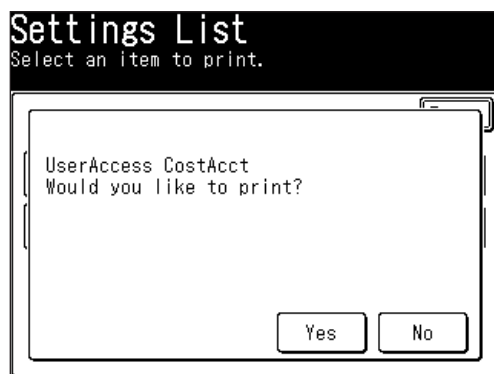 Settings List
Select an item to print.
UserAccess CostAcct
Would you like to print?
Yes
No